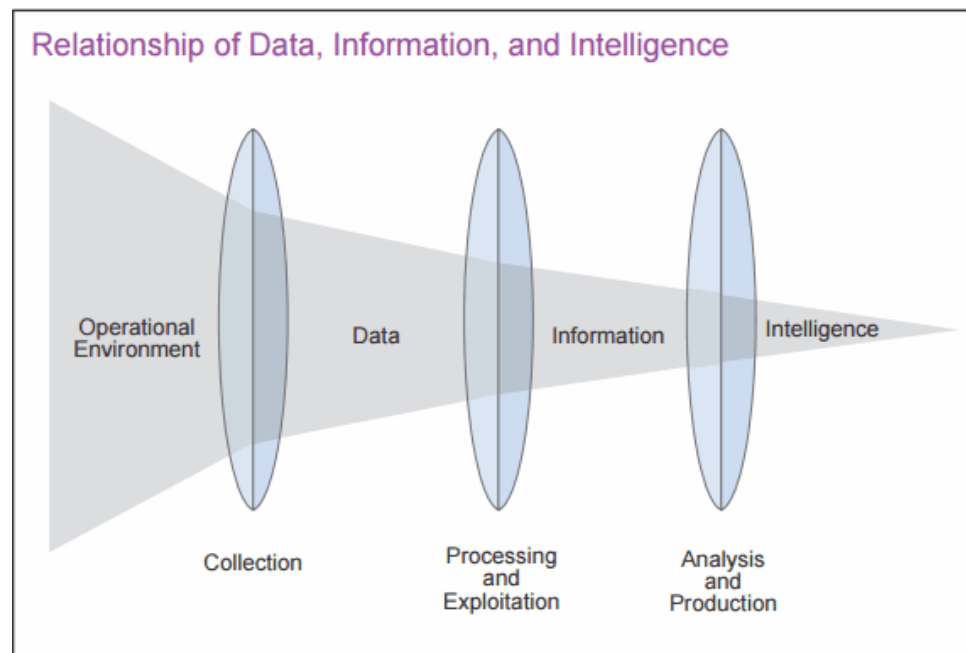 Relationship of Data, Information, and Intelligence
Operational
Environment
Data
Information
Intelligence
Collection
Processing
and
Exploitation
Analysis
and
Production